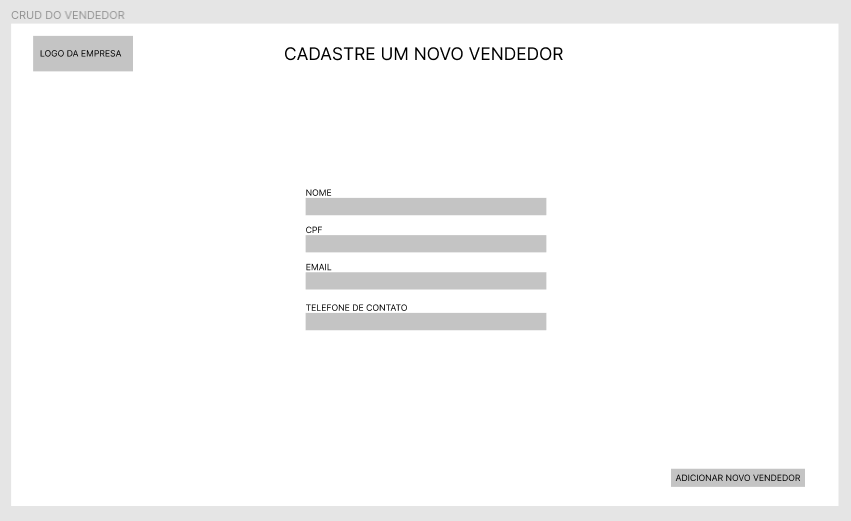 CRUD DO VENDEDOR
LOGO DA EMPRESA
CADASTRE UM NOVO VENDEDOR
NOME
CPF
EMAIL
TELEFONE DE CONTATO
ADICIONAR NOVO VENDEDOR